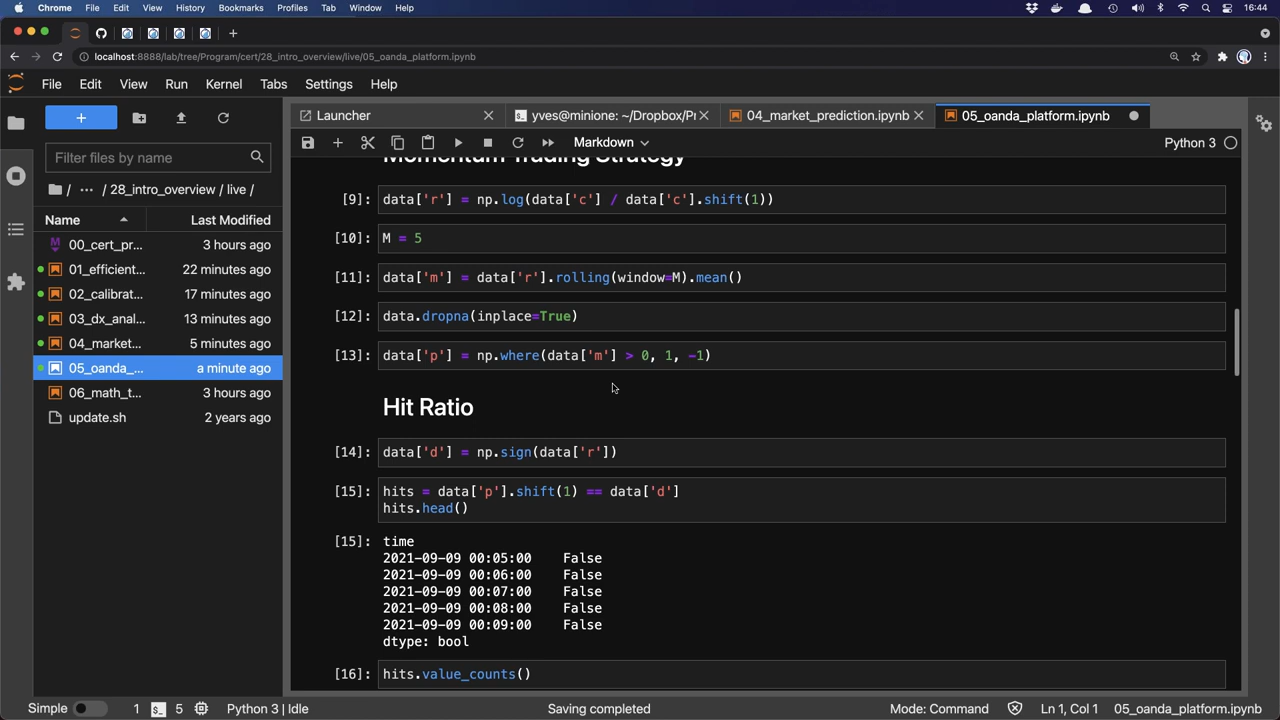 Chrome File Edit View History Bookmarks Profiles Tab Window Help 16:44
localhost:8888/lab/tree/Program/cert/28_intro_overview/live/05_oanda_platform.ipynb
File Edit View Run Kernel Tabs Settings Help
Launcher
yves@minione: ~/Dropbox/Pr
04_market_prediction.ipynb
05_oanda_platform.ipynb
Markdown
Python 3
Filter files by name
/ ... / 28_intro_overview / live /
Name Last Modified
00_cert_pr... 3 hours ago
01_efficient... 22 minutes ago
02_calibrat... 17 minutes ago
03_dx_anal... 13 minutes ago
04_market... 5 minutes ago
05_oanda_... a minute ago
06_math_t... 3 hours ago
update.sh 2 years ago
Momentum Trading Strategy
[9]: data['r'] = np.log(data['c'] / data['c'].shift(1))
[10]: M = 5
[11]: data['m'] = data['r'].rolling(window=M).mean()
[12]: data.dropna(inplace=True)
[13]: data['p'] = np.where(data['m'] > 0, 1, -1)
Hit Ratio
[14]: data['d'] = np.sign(data['r'])
[15]: hits = data['p'].shift(1) == data['d']
hits.head()
[15]: time
2021-09-09 00:05:00 False
2021-09-09 00:06:00 False
2021-09-09 00:07:00 False
2021-09-09 00:08:00 False
2021-09-09 00:09:00 False
dtype: bool
[16]: hits.value_counts()
Simple 1 5 Python 3 | Idle Saving completed Mode: Command Ln 1, Col 1 05_oanda_platform.ipynb